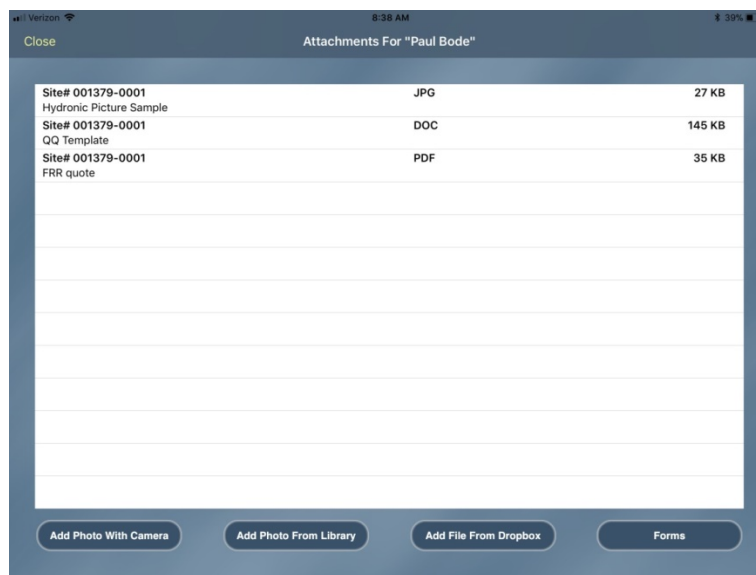 Verizon 8:38 AM 39%
Close Attachments For "Paul Bode"
Site# 001379-0001 JPG 27 KB
Hydronic Picture Sample
Site# 001379-0001 DOC 145 KB
QQ Template
Site# 001379-0001 PDF 35 KB
FRR quote
Add Photo With Camera Add Photo From Library Add File From Dropbox Forms